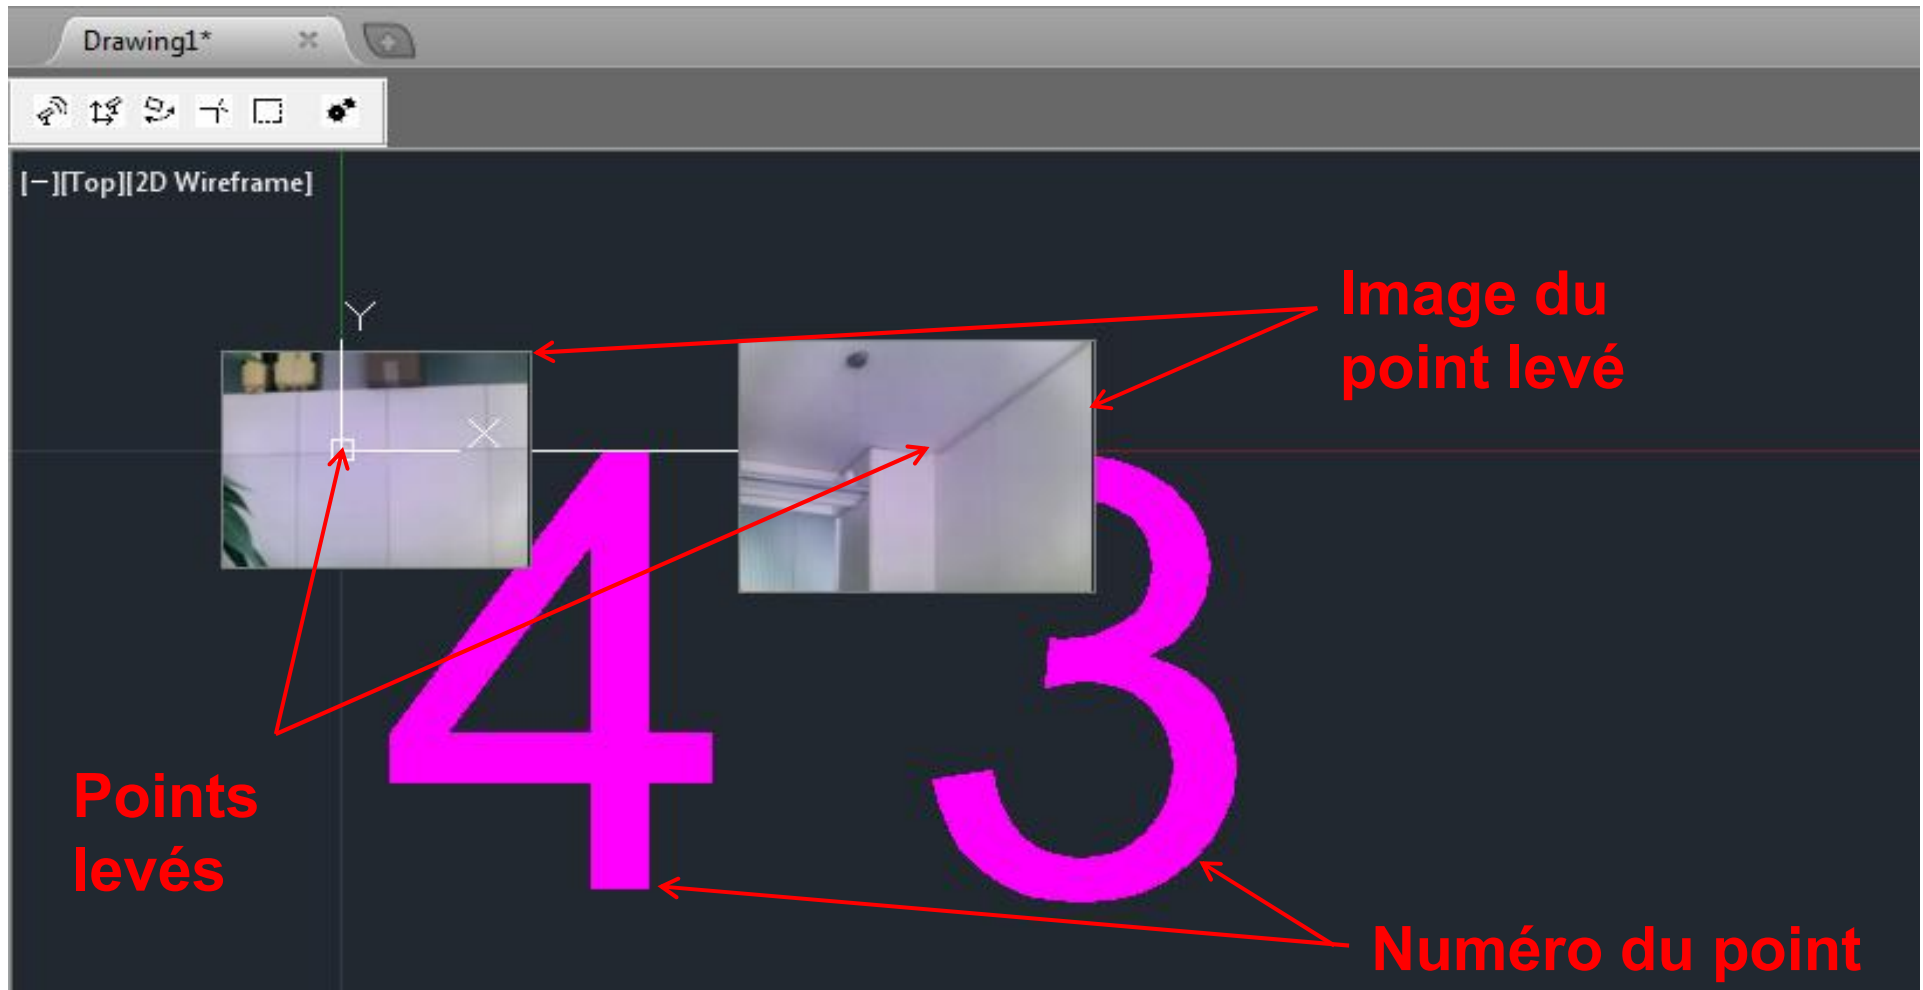 Drawing1*
[−][Top][2D Wireframe]
Y
Image du
point levé
X
4 3
Points
levés
Numéro du point